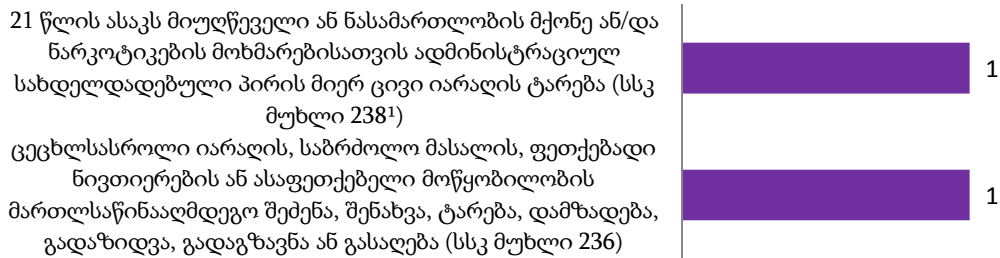 21 წლის ასაკს მიუღწეველი ან ნასამართლობის მქონე ან/და
ნარკოტიკების მოხმარებისათვის ადმინისტრაციულ
სახდელდადებული პირის მიერ ცივი იარაღის ტარება (სსკ
მუხლი 238¹)
1
ცეცხლსასროლი იარაღის, საბრძოლო მასალის, ფეთქებადი
ნივთიერების ან ასაფეთქებელი მოწყობილობის
მართლსაწინააღმდეგო შეძენა, შენახვა, ტარება, დამზადება,
გადაზიდვა, გადაგზავნა ან გასაღება (სსკ მუხლი 236)
1